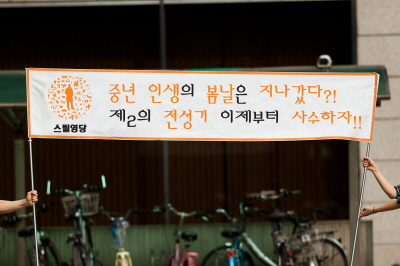 중년 인생의 봄날은 지나갔다?!
제2의 전성기 이제부터 사수하자!!
스틸영당